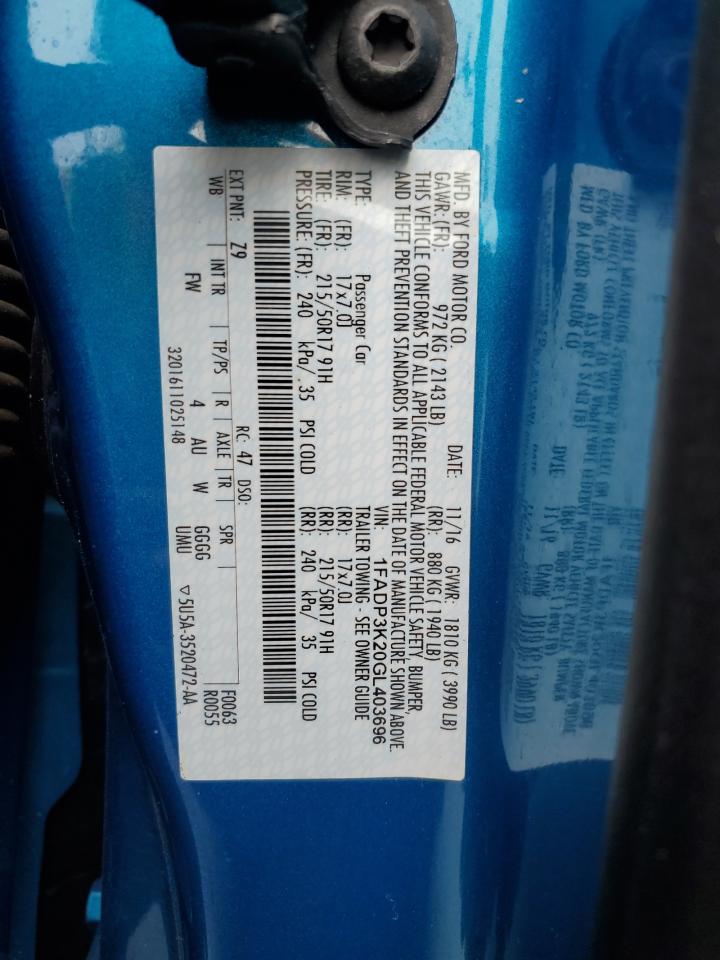 MFD. BY FORD MOTOR CO. DATE: 11/16 GVWR: 1810 KG ( 3990 LB)
GAWR: (FR): 972 KG ( 2143 LB) (RR): 880 KG ( 1940 LB)
THIS VEHICLE CONFORMS TO ALL APPLICABLE FEDERAL MOTOR VEHICLE SAFETY, BUMPER,
AND THEFT PREVENTION STANDARDS IN EFFECT ON THE DATE OF MANUFACTURE SHOWN ABOVE.
VIN: 1FADP3K20GL403696
TYPE: Passenger Car TRAILER TOWING - SEE OWNER GUIDE
RIM: (FR): 17x7.0J (RR): 17x7.0J
TIRE: (FR): 215/50R17 91H (RR): 215/50R17 91H
PRESSURE: (FR): 240 kPa/ 35 PSI COLD (RR): 240 kPa/ 35 PSI COLD
EXT PNT: Z9 RC: 47 DSO: F0063
WB INT TR TP/PS R AXLE TR SPR R0055
FW 4 AU W GGGG
3201611025148 UMU ▽5U5A-3520472-AA